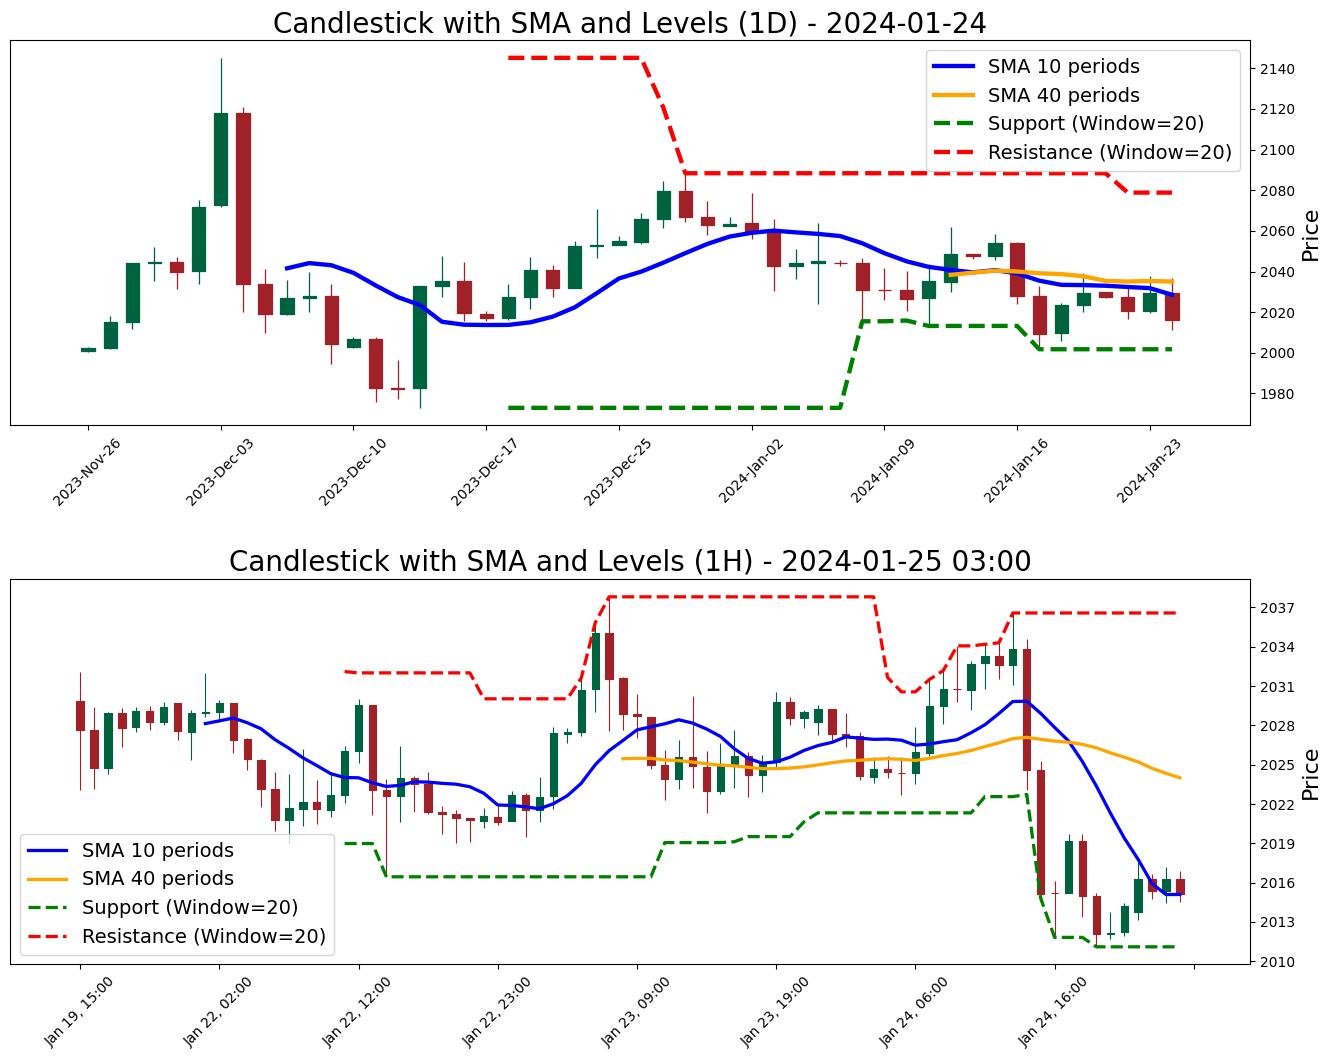 Candlestick with SMA and Levels (1D) - 2024-01-24
SMA 10 periods
SMA 40 periods
Support (Window=20)
Resistance (Window=20)
2140
2120
2100
2080
2060
2040
2020
2000
1980
Price
2023-Nov-26
2023-Dec-03
2023-Dec-10
2023-Dec-17
2023-Dec-25
2024-Jan-02
2024-Jan-09
2024-Jan-16
2024-Jan-23
Candlestick with SMA and Levels (1H) - 2024-01-25 03:00
2037
2034
2031
2028
2025
2022
2019
2016
2013
2010
Price
SMA 10 periods
SMA 40 periods
Support (Window=20)
Resistance (Window=20)
Jan 19, 15:00
Jan 22, 02:00
Jan 22, 12:00
Jan 22, 23:00
Jan 23, 09:00
Jan 23, 19:00
Jan 24, 06:00
Jan 24, 16:00